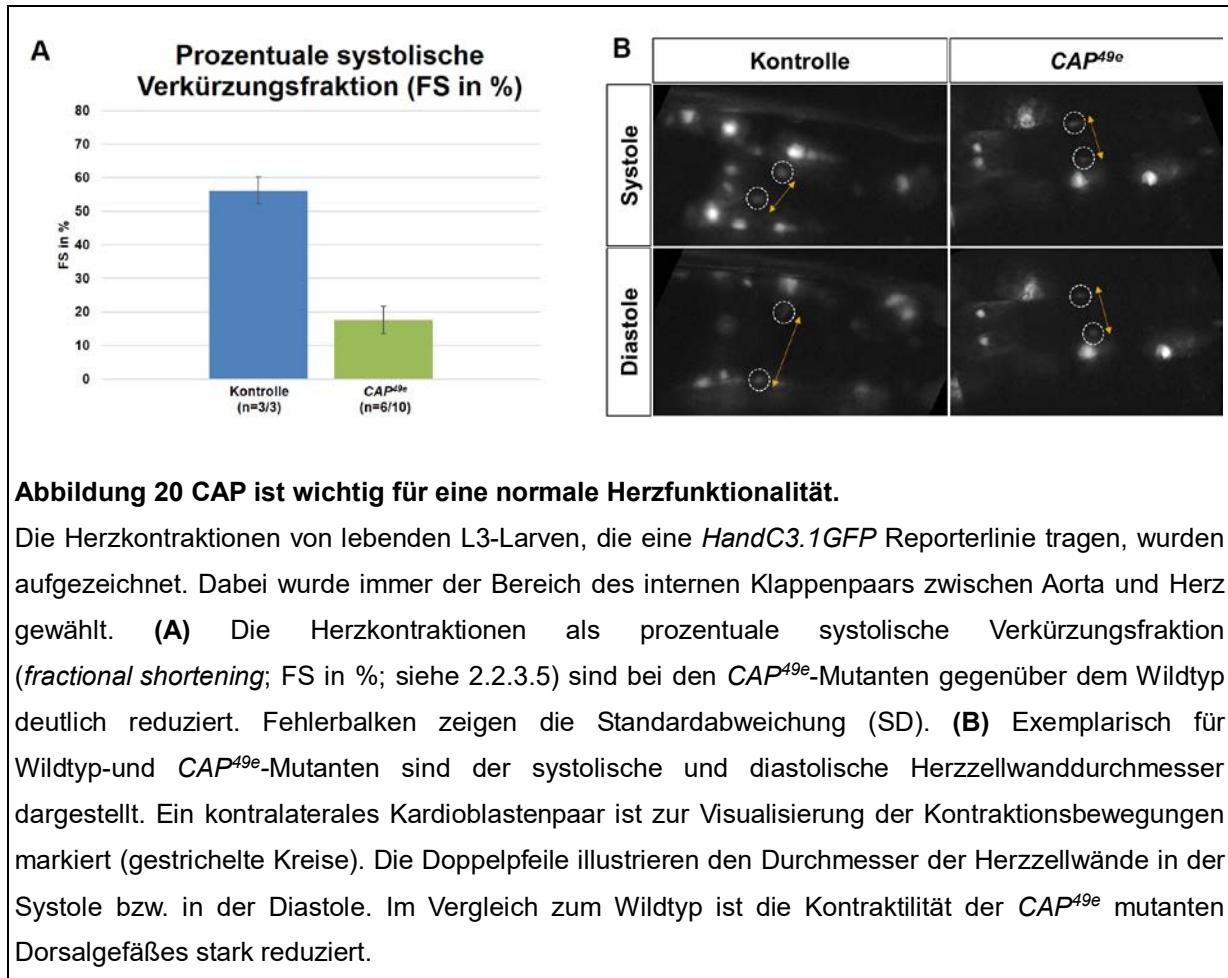 A
Prozentuale systolische
Verkürzungsfraktion (FS in %)
80
70
60
50
40
30
20
10
0
FS in %
Kontrolle
(n=3/3)
CAP49e
(n=6/10)
B
Kontrolle
CAP49e
Systole
Diastole
Abbildung 20 CAP ist wichtig für eine normale Herzfunktionalität.
Die Herzkontraktionen von lebenden L3-Larven, die eine HandC3.1GFP Reporterlinie tragen, wurden
aufgezeichnet. Dabei wurde immer der Bereich des internen Klappenpaars zwischen Aorta und Herz
gewählt. (A) Die Herzkontraktionen als prozentuale systolische Verkürzungsfraktion
(fractional shortening; FS in %; siehe 2.2.3.5) sind bei den CAP49e-Mutanten gegenüber dem Wildtyp
deutlich reduziert. Fehlerbalken zeigen die Standardabweichung (SD). (B) Exemplarisch für
Wildtyp-und CAP49e-Mutanten sind der systolische und diastolische Herzzellwanddurchmesser
dargestellt. Ein kontralaterales Kardioblastenpaar ist zur Visualisierung der Kontraktionsbewegungen
markiert (gestrichelte Kreise). Die Doppelpfeile illustrieren den Durchmesser der Herzzellwände in der
Systole bzw. in der Diastole. Im Vergleich zum Wildtyp ist die Kontraktilität der CAP49e mutanten
Dorsalgefäßes stark reduziert.